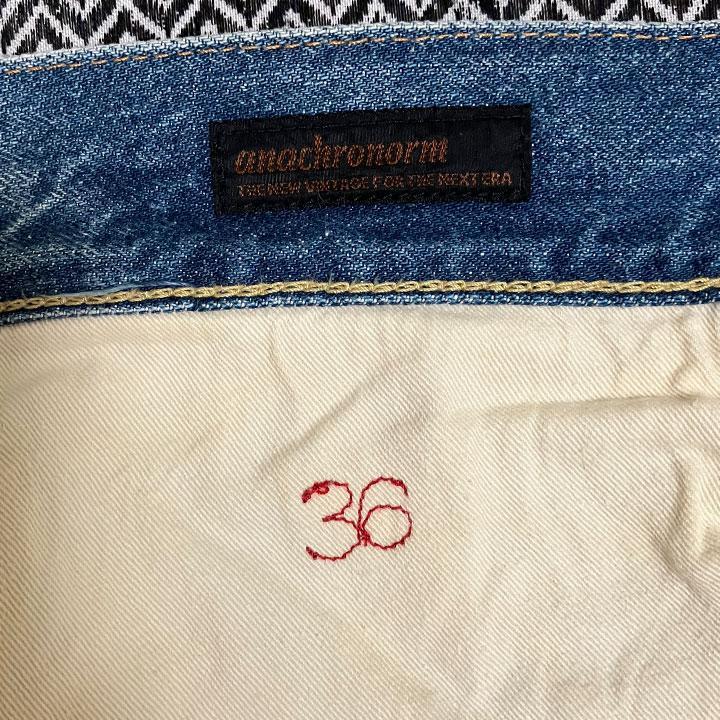 anachronorm
THE NEW VINTAGE FOR THE NEXT ERA
36